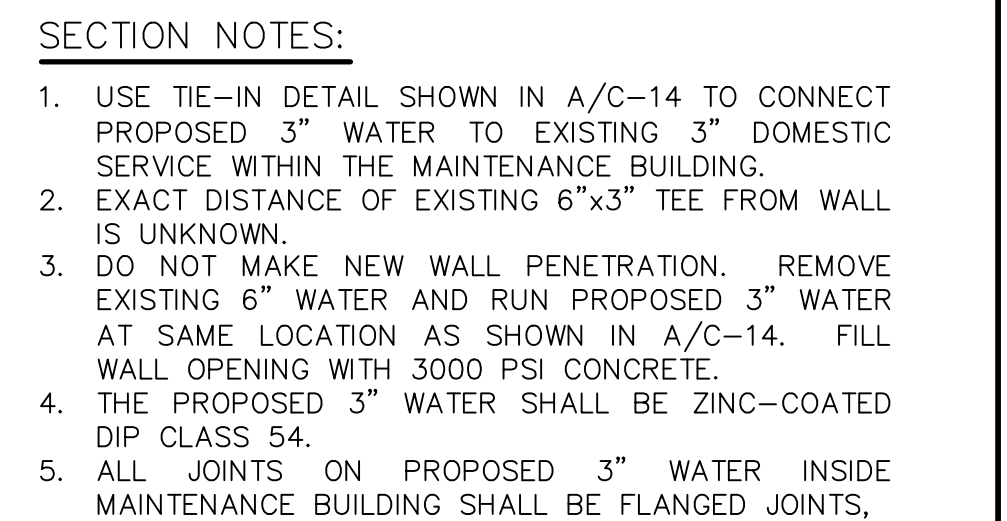 SECTION NOTES:
1. USE TIE–IN DETAIL SHOWN IN A/C–14 TO CONNECT
PROPOSED 3" WATER TO EXISTING 3" DOMESTIC
SERVICE WITHIN THE MAINTENANCE BUILDING.
2. EXACT DISTANCE OF EXISTING 6"x3" TEE FROM WALL
IS UNKNOWN.
3. DO NOT MAKE NEW WALL PENETRATION. REMOVE
EXISTING 6" WATER AND RUN PROPOSED 3" WATER
AT SAME LOCATION AS SHOWN IN A/C–14. FILL
WALL OPENING WITH 3000 PSI CONCRETE.
4. THE PROPOSED 3" WATER SHALL BE ZINC–COATED
DIP CLASS 54.
5. ALL JOINTS ON PROPOSED 3" WATER INSIDE
MAINTENANCE BUILDING SHALL BE FLANGED JOINTS,